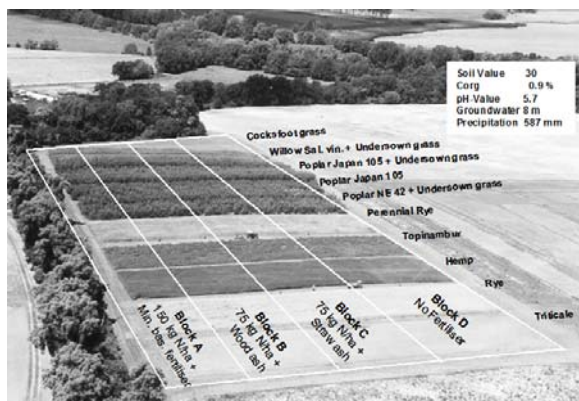 Soil Value 30
Corg 0.9 %
pH-Value 5.7
Groundwater 8 m
Precipitation 587 mm
Cocksfoot grass
Willow Sal. vin. + Undersown grass
Poplar Japan 105 + Undersown grass
Poplar Japan 105
Poplar NE 42 + Undersown grass
Perennial Rye
Topinambur
Hemp
Rye
Triticale
Block A
150 kg N/ha +
Min. bas. fertiliser
Block B
75 kg N/ha +
Wood ash
Block C
75 kg N/ha +
Straw ash
Block D
No Fertiliser